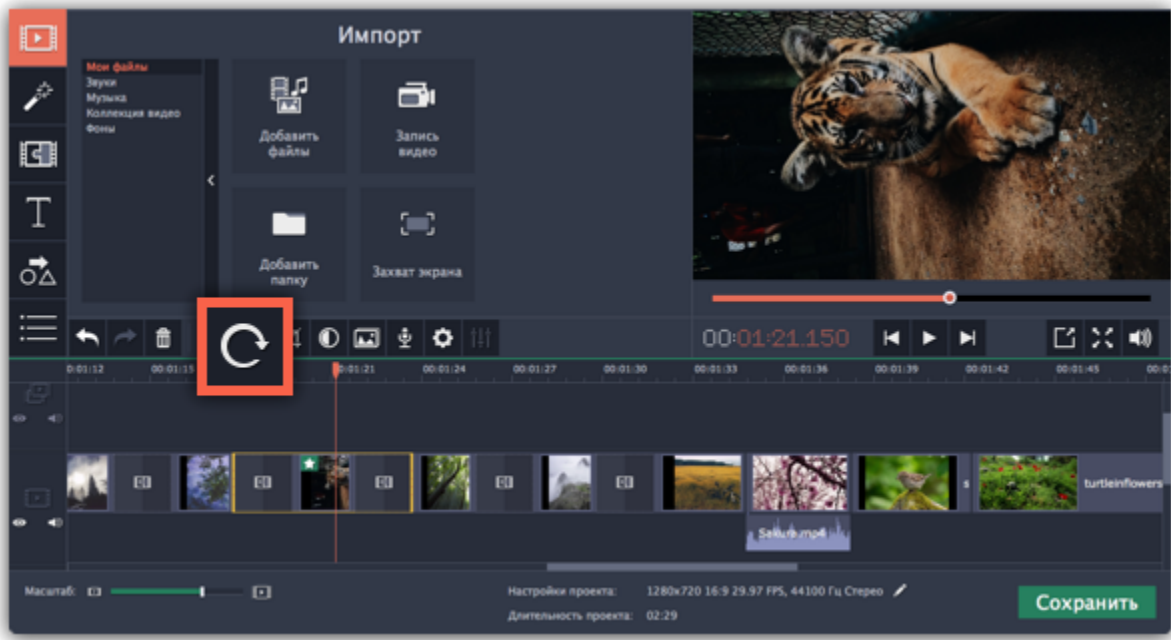 Импорт
Мои файлы
Звуки
Музыка
Коллекция видео
Фоны
Добавить
файлы
Запись
видео
Добавить
папку
Захват экрана
00:01:21.150
0:01:12
00:01:15
0:01:21
00:01:24
00:01:27
00:01:30
00:01:33
00:01:36
00:01:39
00:01:42
00:01:45
00:0
s
turtleinflowers
Sakura.mp4
Масштаб:
Настройки проекта: 1280x720 16:9 29.97 FPS, 44100 Гц Стерео
Длительность проекта: 02:29
Сохранить